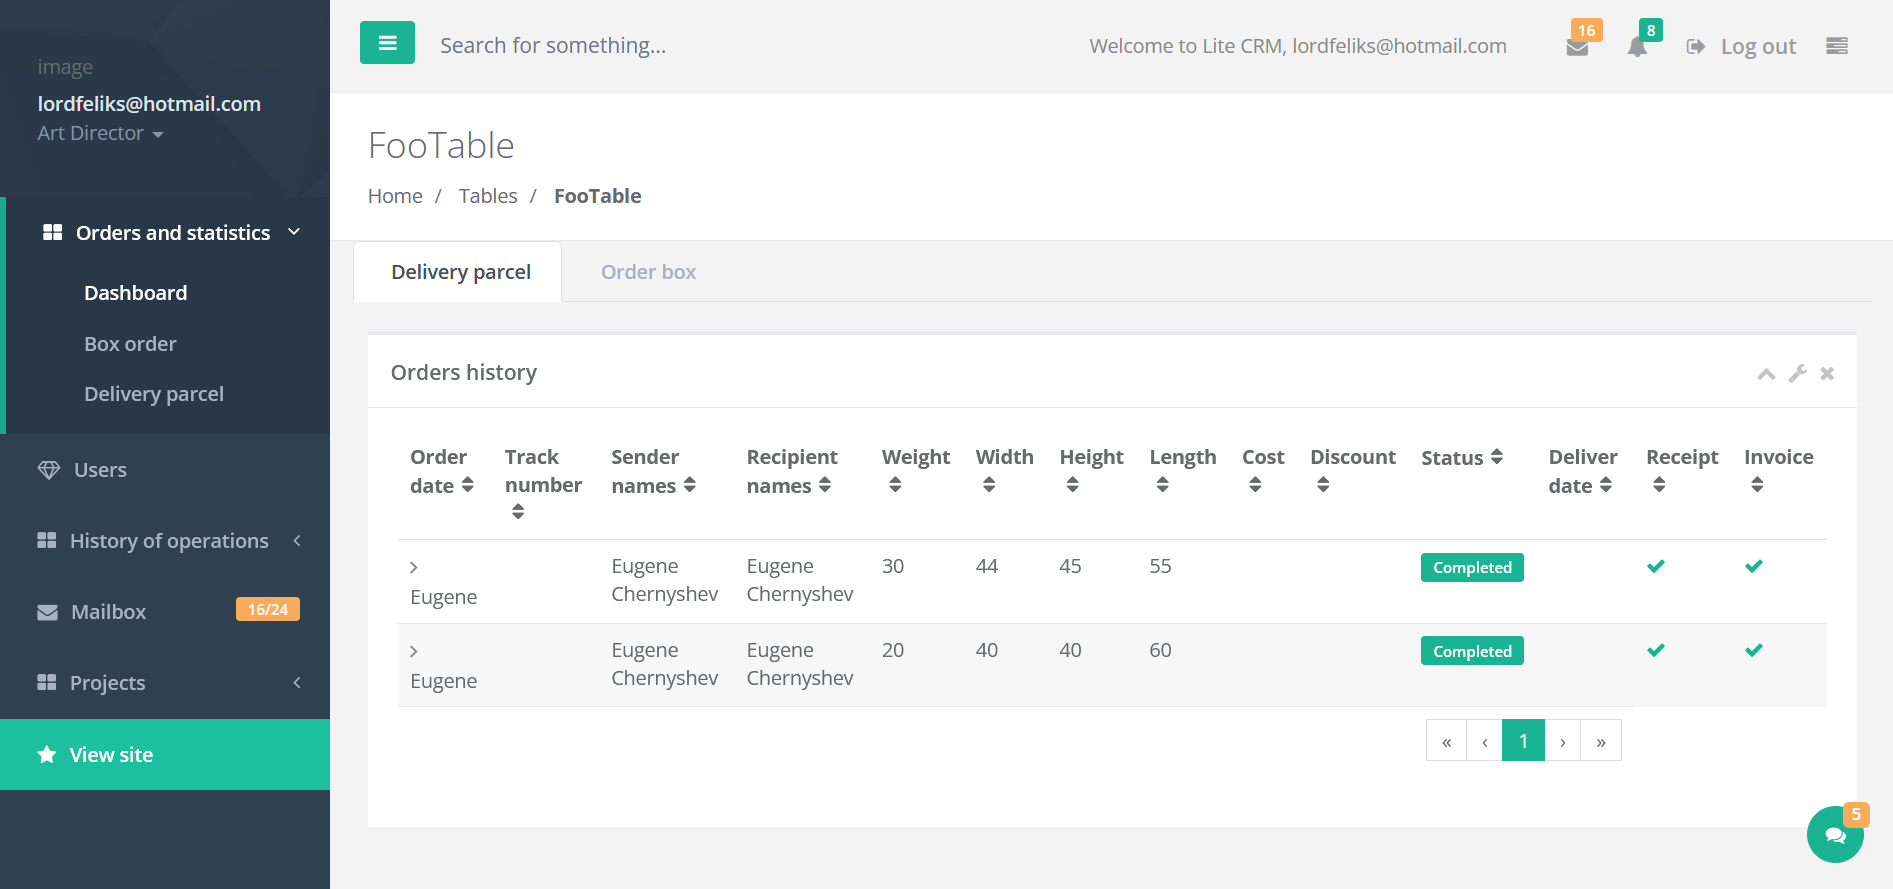 image
lordfeliks@hotmail.com
Art Director
Orders and statistics
Dashboard
Box order
Delivery parcel
Users
History of operations
Mailbox
16/24
Projects
View site
Search for something...
Welcome to Lite CRM, lordfeliks@hotmail.com
16
8
Log out
FooTable
Home / Tables / FooTable
Delivery parcel
Order box
Orders history
Order date
Track number
Sender names
Recipient names
Weight
Width
Height
Length
Cost
Discount
Status
Deliver date
Receipt
Invoice
Eugene
Eugene Chernyshev
Eugene Chernyshev
30
44
45
55
Completed
Eugene
Eugene Chernyshev
Eugene Chernyshev
20
40
40
60
Completed
« ‹ 1 › »
5